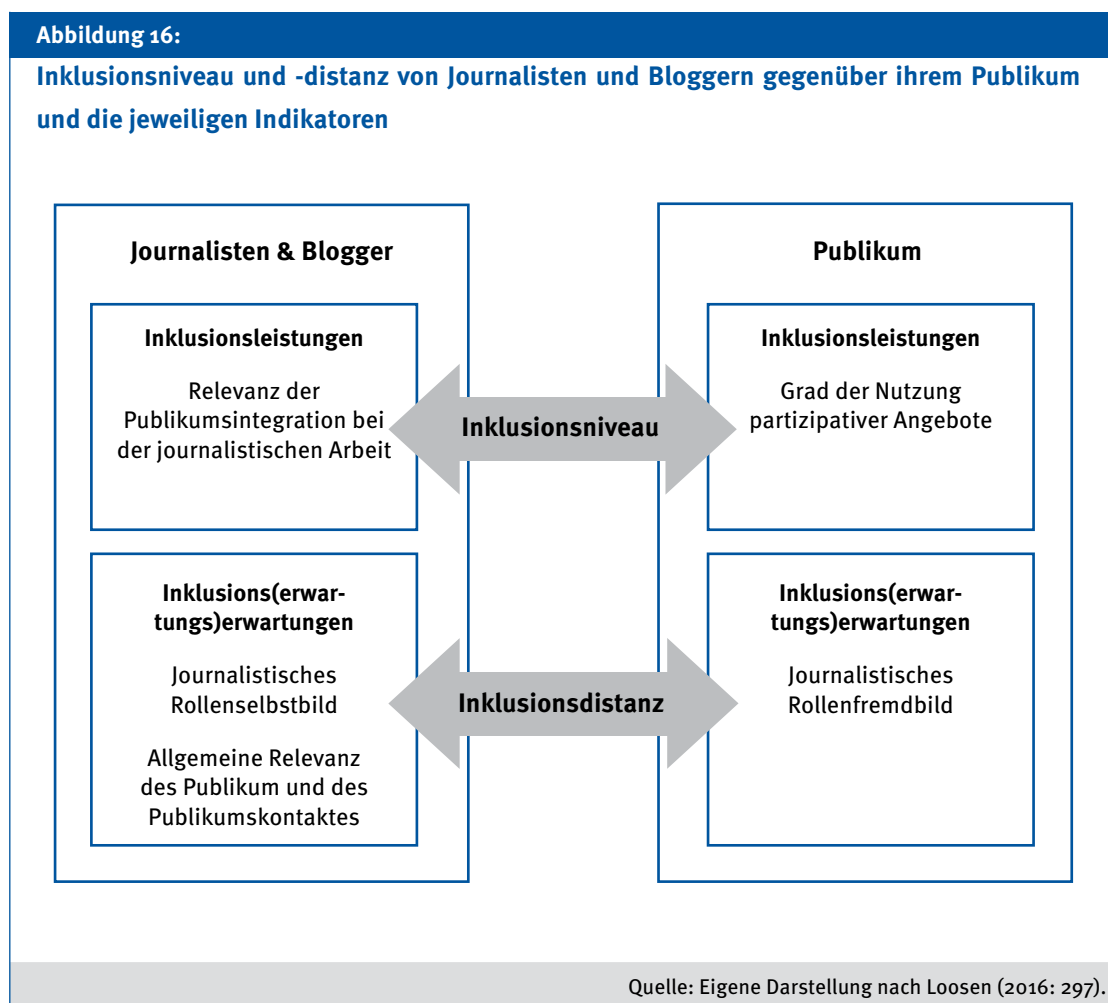 Abbildung 16:
Inklusionsniveau und -distanz von Journalisten und Bloggern gegenüber ihrem Publikum
und die jeweiligen Indikatoren
Journalisten & Blogger
Inklusionsleistungen
Relevanz der
Publikumsintegration bei
der journalistischen Arbeit
Inklusions(erwar-
tungs)erwartungen
Journalistisches
Rollenselbstbild
Allgemeine Relevanz
des Publikum und des
Publikumskontaktes
Inklusionsniveau
Inklusionsdistanz
Publikum
Inklusionsleistungen
Grad der Nutzung
partizipativer Angebote
Inklusions(erwar-
tungs)erwartungen
Journalistisches
Rollenfremdbild
Quelle: Eigene Darstellung nach Loosen (2016: 297).